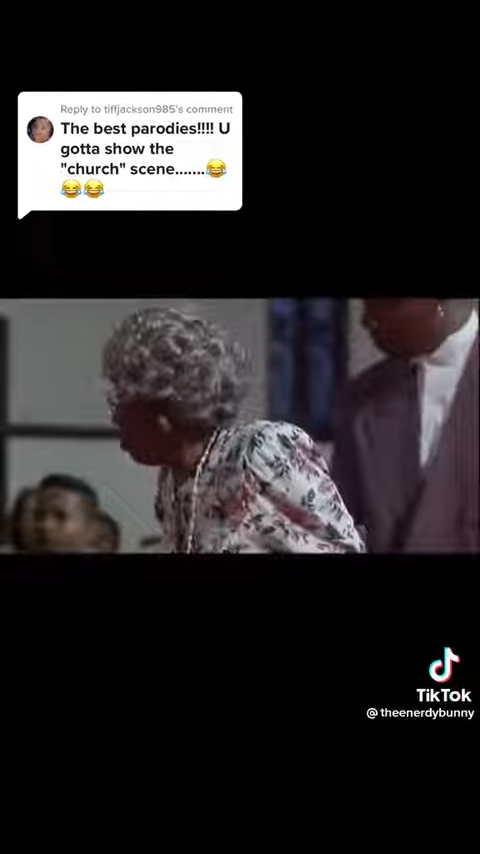 Reply to tiffjackson985's comment
The best parodies!!!! U
gotta show the
"church" scene.......😂
😂😂
TikTok
@theenerdybunny